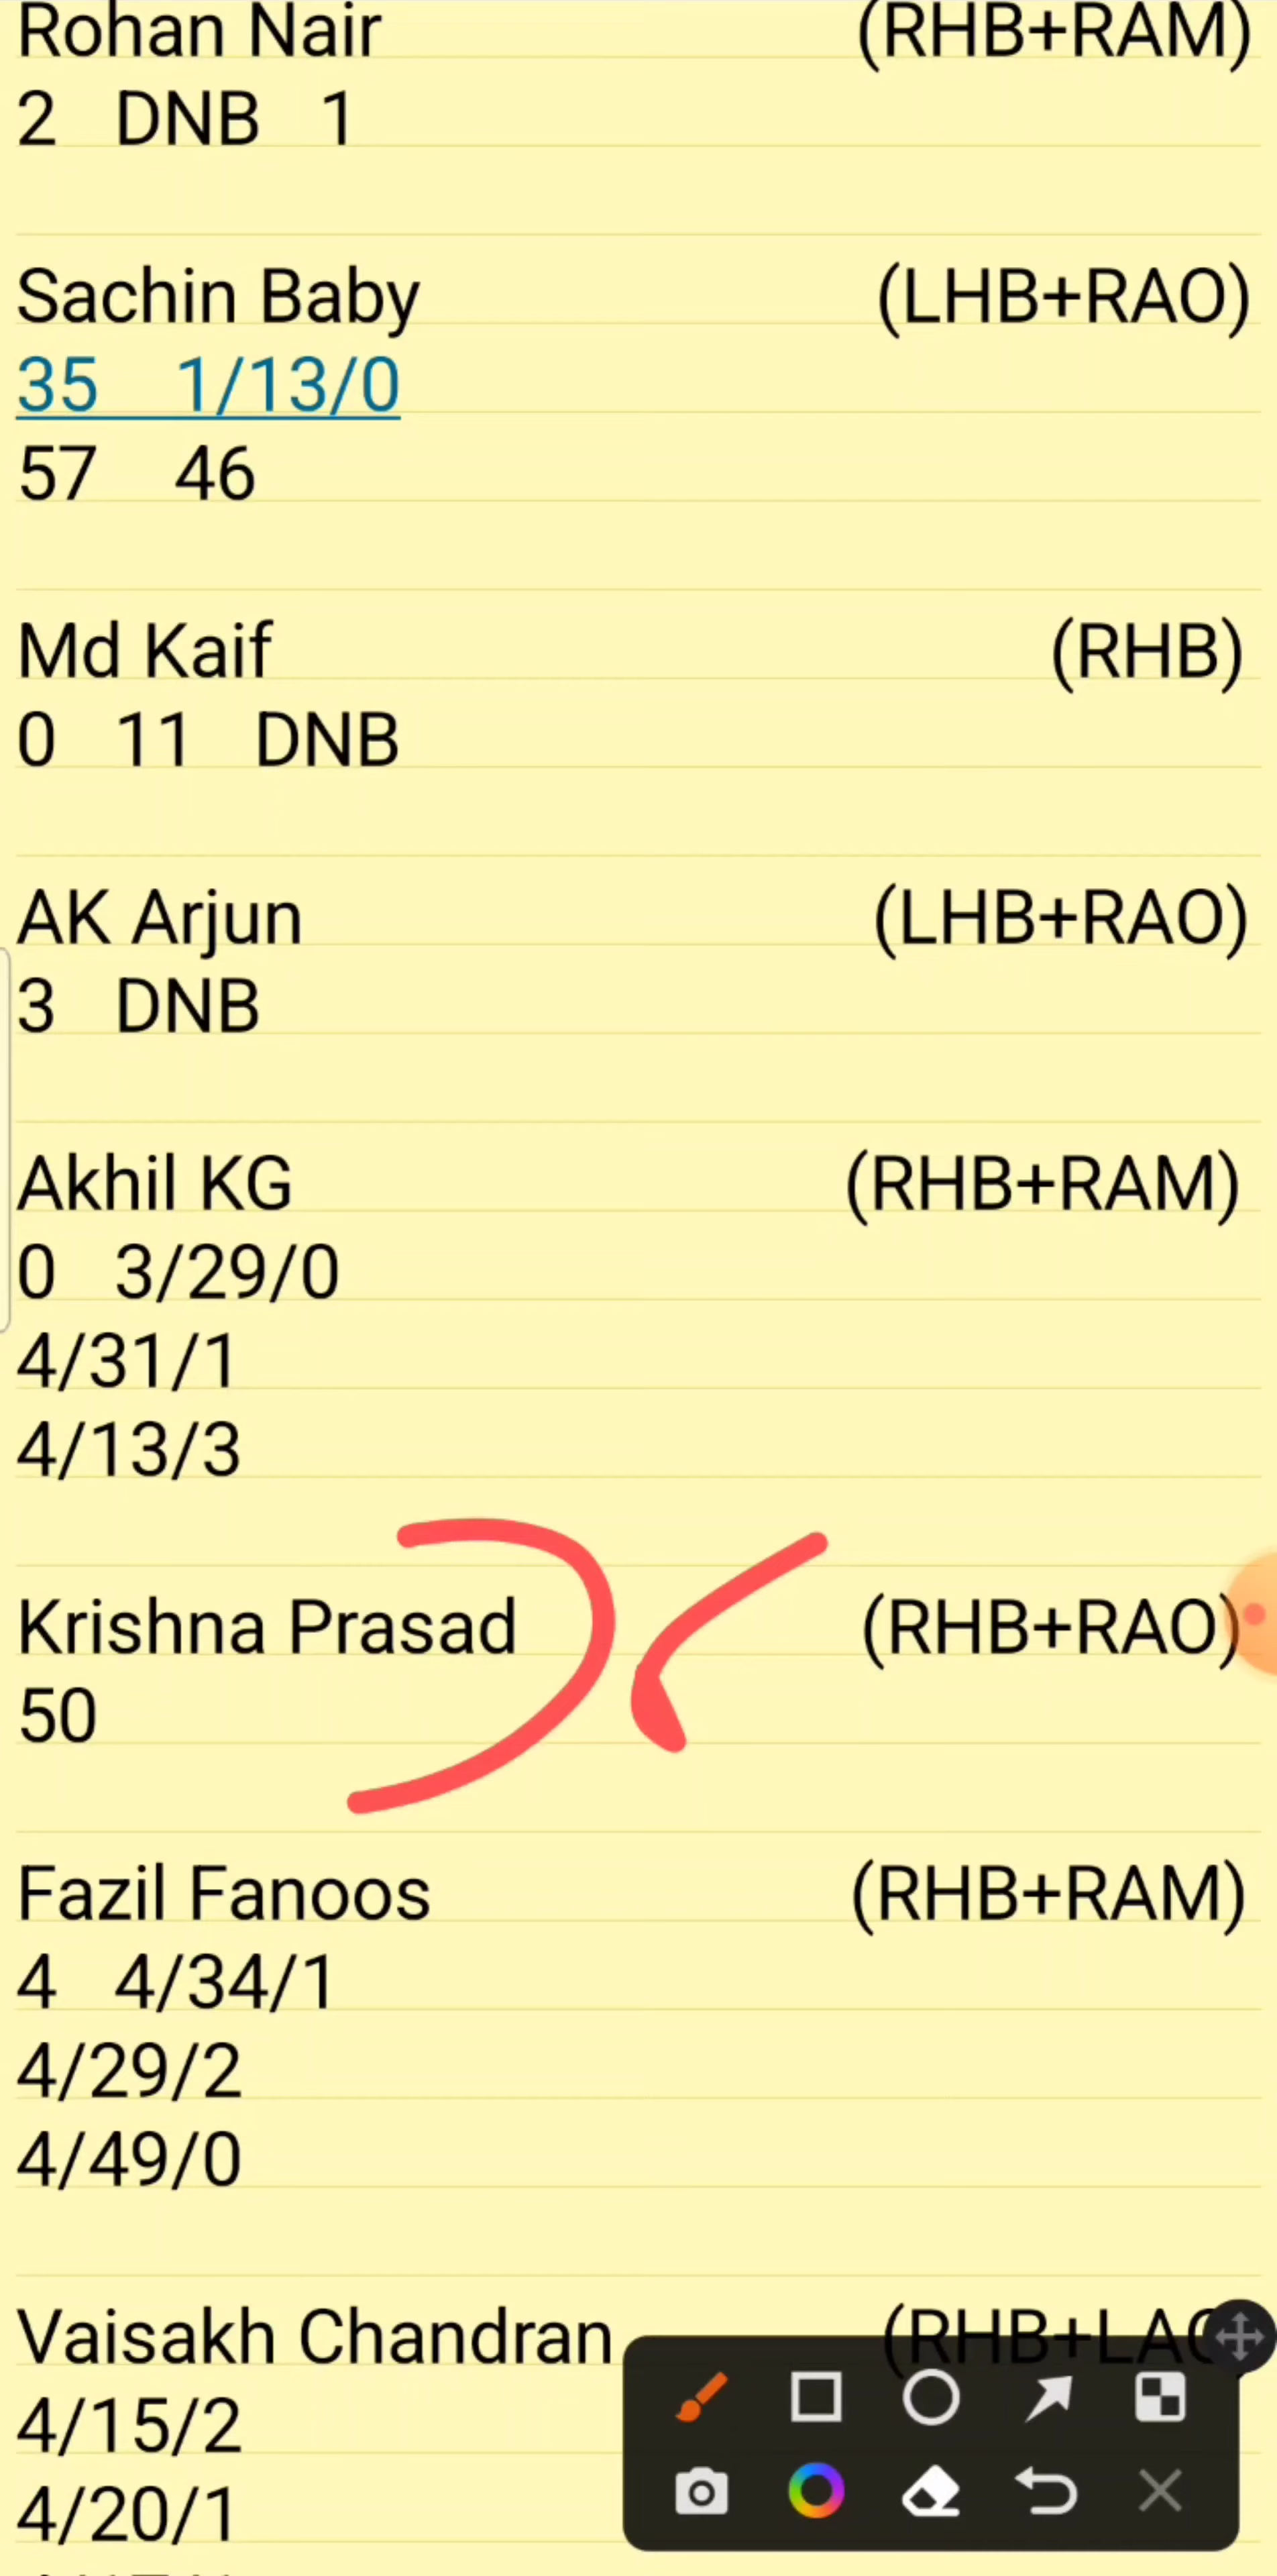 Rohan Nair (RHB+RAM)
2 DNB 1
Sachin Baby (LHB+RAO)
35 1/13/0
57 46
Md Kaif (RHB)
0 11 DNB
AK Arjun (LHB+RAO)
3 DNB
Akhil KG (RHB+RAM)
0 3/29/0
4/31/1
4/13/3
Krishna Prasad (RHB+RAO)
50
Fazil Fanoos (RHB+RAM)
4 4/34/1
4/29/2
4/49/0
Vaisakh Chandran
4/15/2
4/20/1